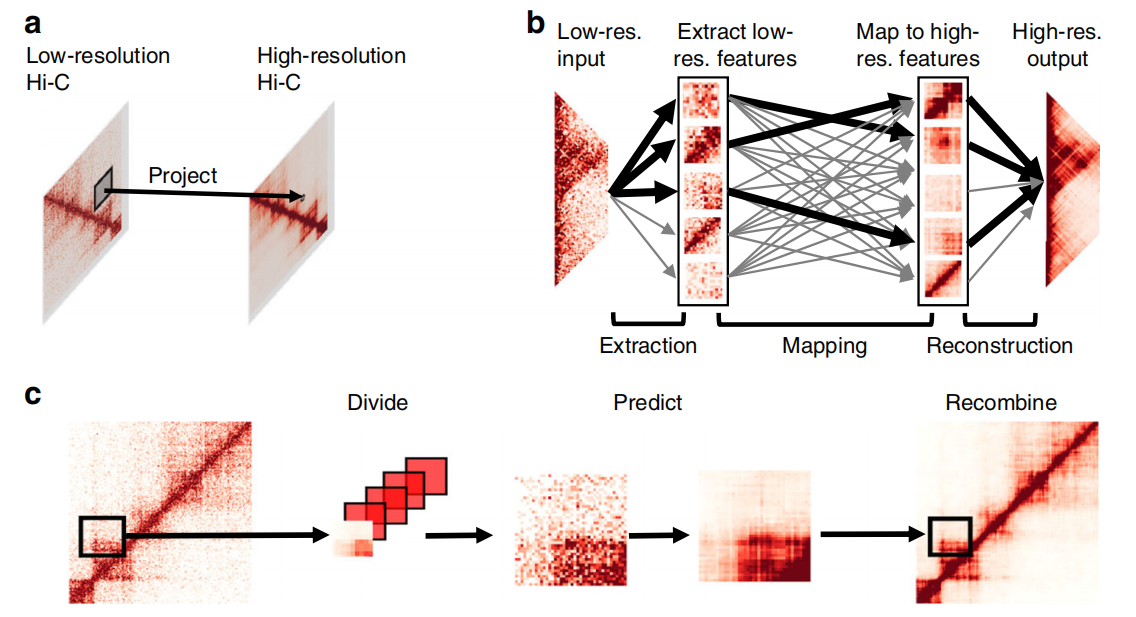 a
Low-resolution
Hi-C
High-resolution
Hi-C
Project
b
Low-res.
input
Extract low-
res. features
Map to high-
res. features
High-res.
output
Extraction
Mapping
Reconstruction
c
Divide
Predict
Recombine